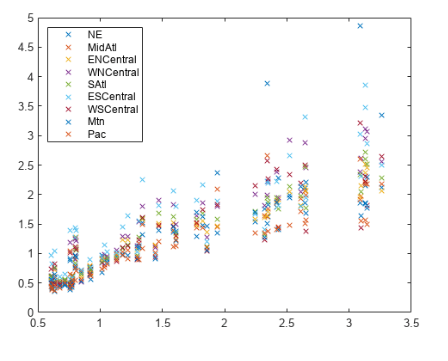 5
4.5
4
3.5
3
2.5
2
1.5
1
0.5
0
NE
MidAtl
ENCentral
WNCentral
SAtl
ESCentral
WSCentral
Mtn
Pac
0.5 1 1.5 2 2.5 3 3.5